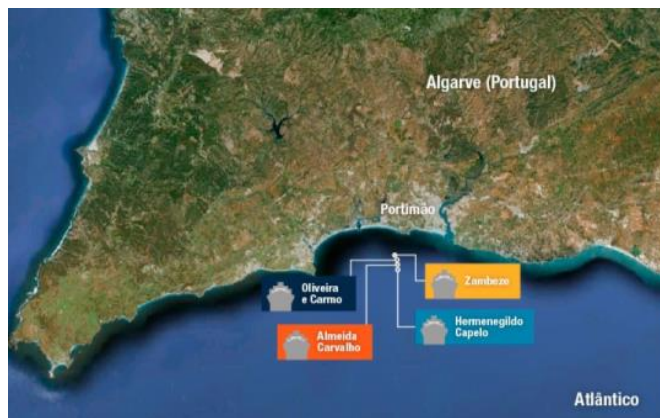 Algarve (Portugal)
Portimão
Oliveira
e Carmo
Zambeze
Almeida
Carvalho
Hermenegildo
Capelo
Atlântico